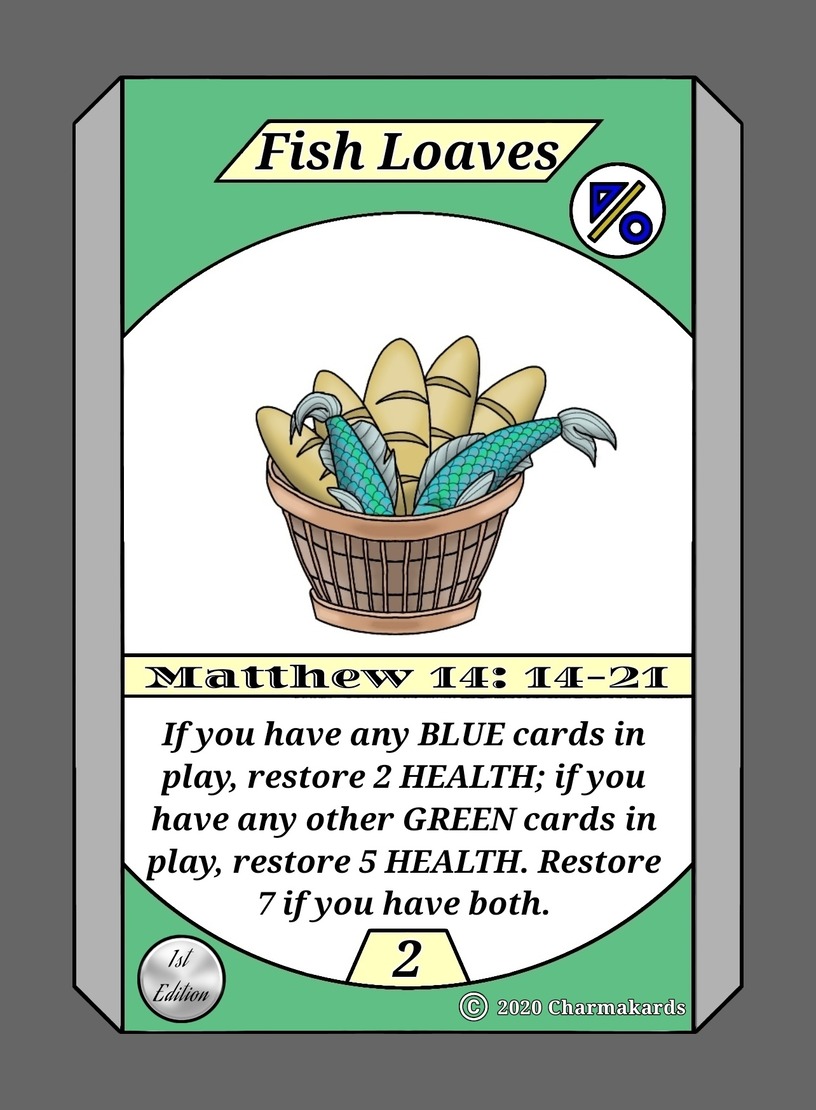 Fish Loaves
Matthew 14: 14-21
If you have any BLUE cards in
play, restore 2 HEALTH; if you
have any other GREEN cards in
play, restore 5 HEALTH. Restore
7 if you have both.
2
1st
Edition
© 2020 Charmakards